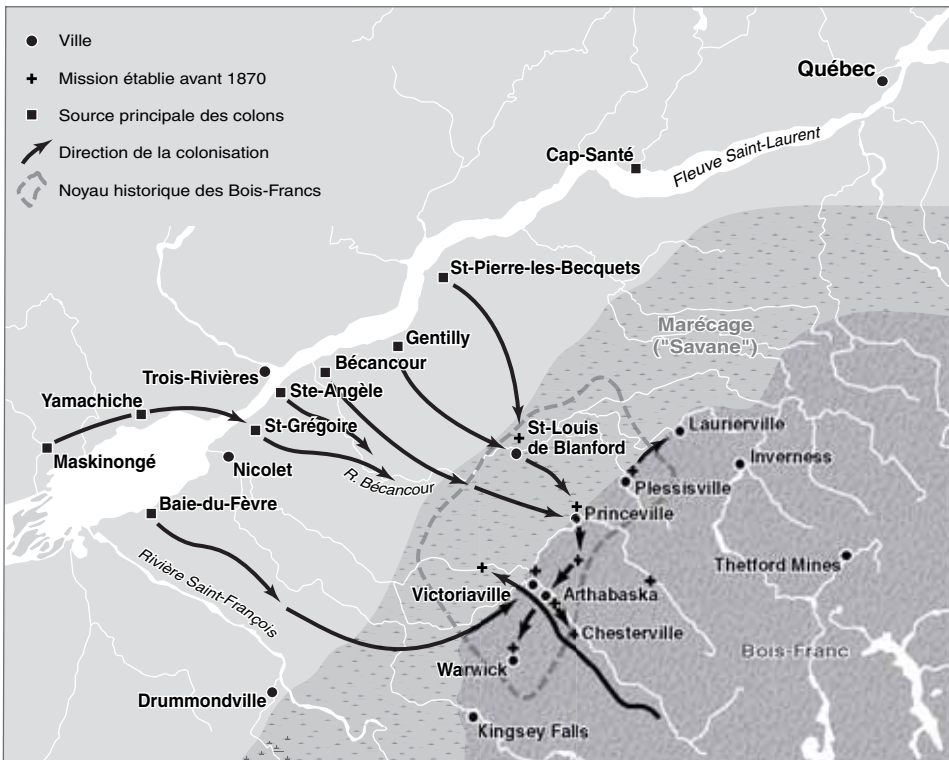 Ville
Mission établie avant 1870
Source principale des colons
Direction de la colonisation
Noyau historique des Bois-Francs
Québec
Cap-Santé
Fleuve Saint-Laurent
St-Pierre-les-Becquets
Marécage
("Savane")
Gentilly
Bécancour
Trois-Rivières
Ste-Angèle
Yamachiche
St-Grégoire
Maskinongé
Nicolet
R. Bécancour
St-Louis
de Blanford
Laurierville
Inverness
Plessisville
Baie-du-Fèvre
Princeville
Rivière Saint-François
Thetford Mines
Victoriaville
Arthabaska
Chesterville
Bois-Franc
Warwick
Drummondville
Kingsey Falls